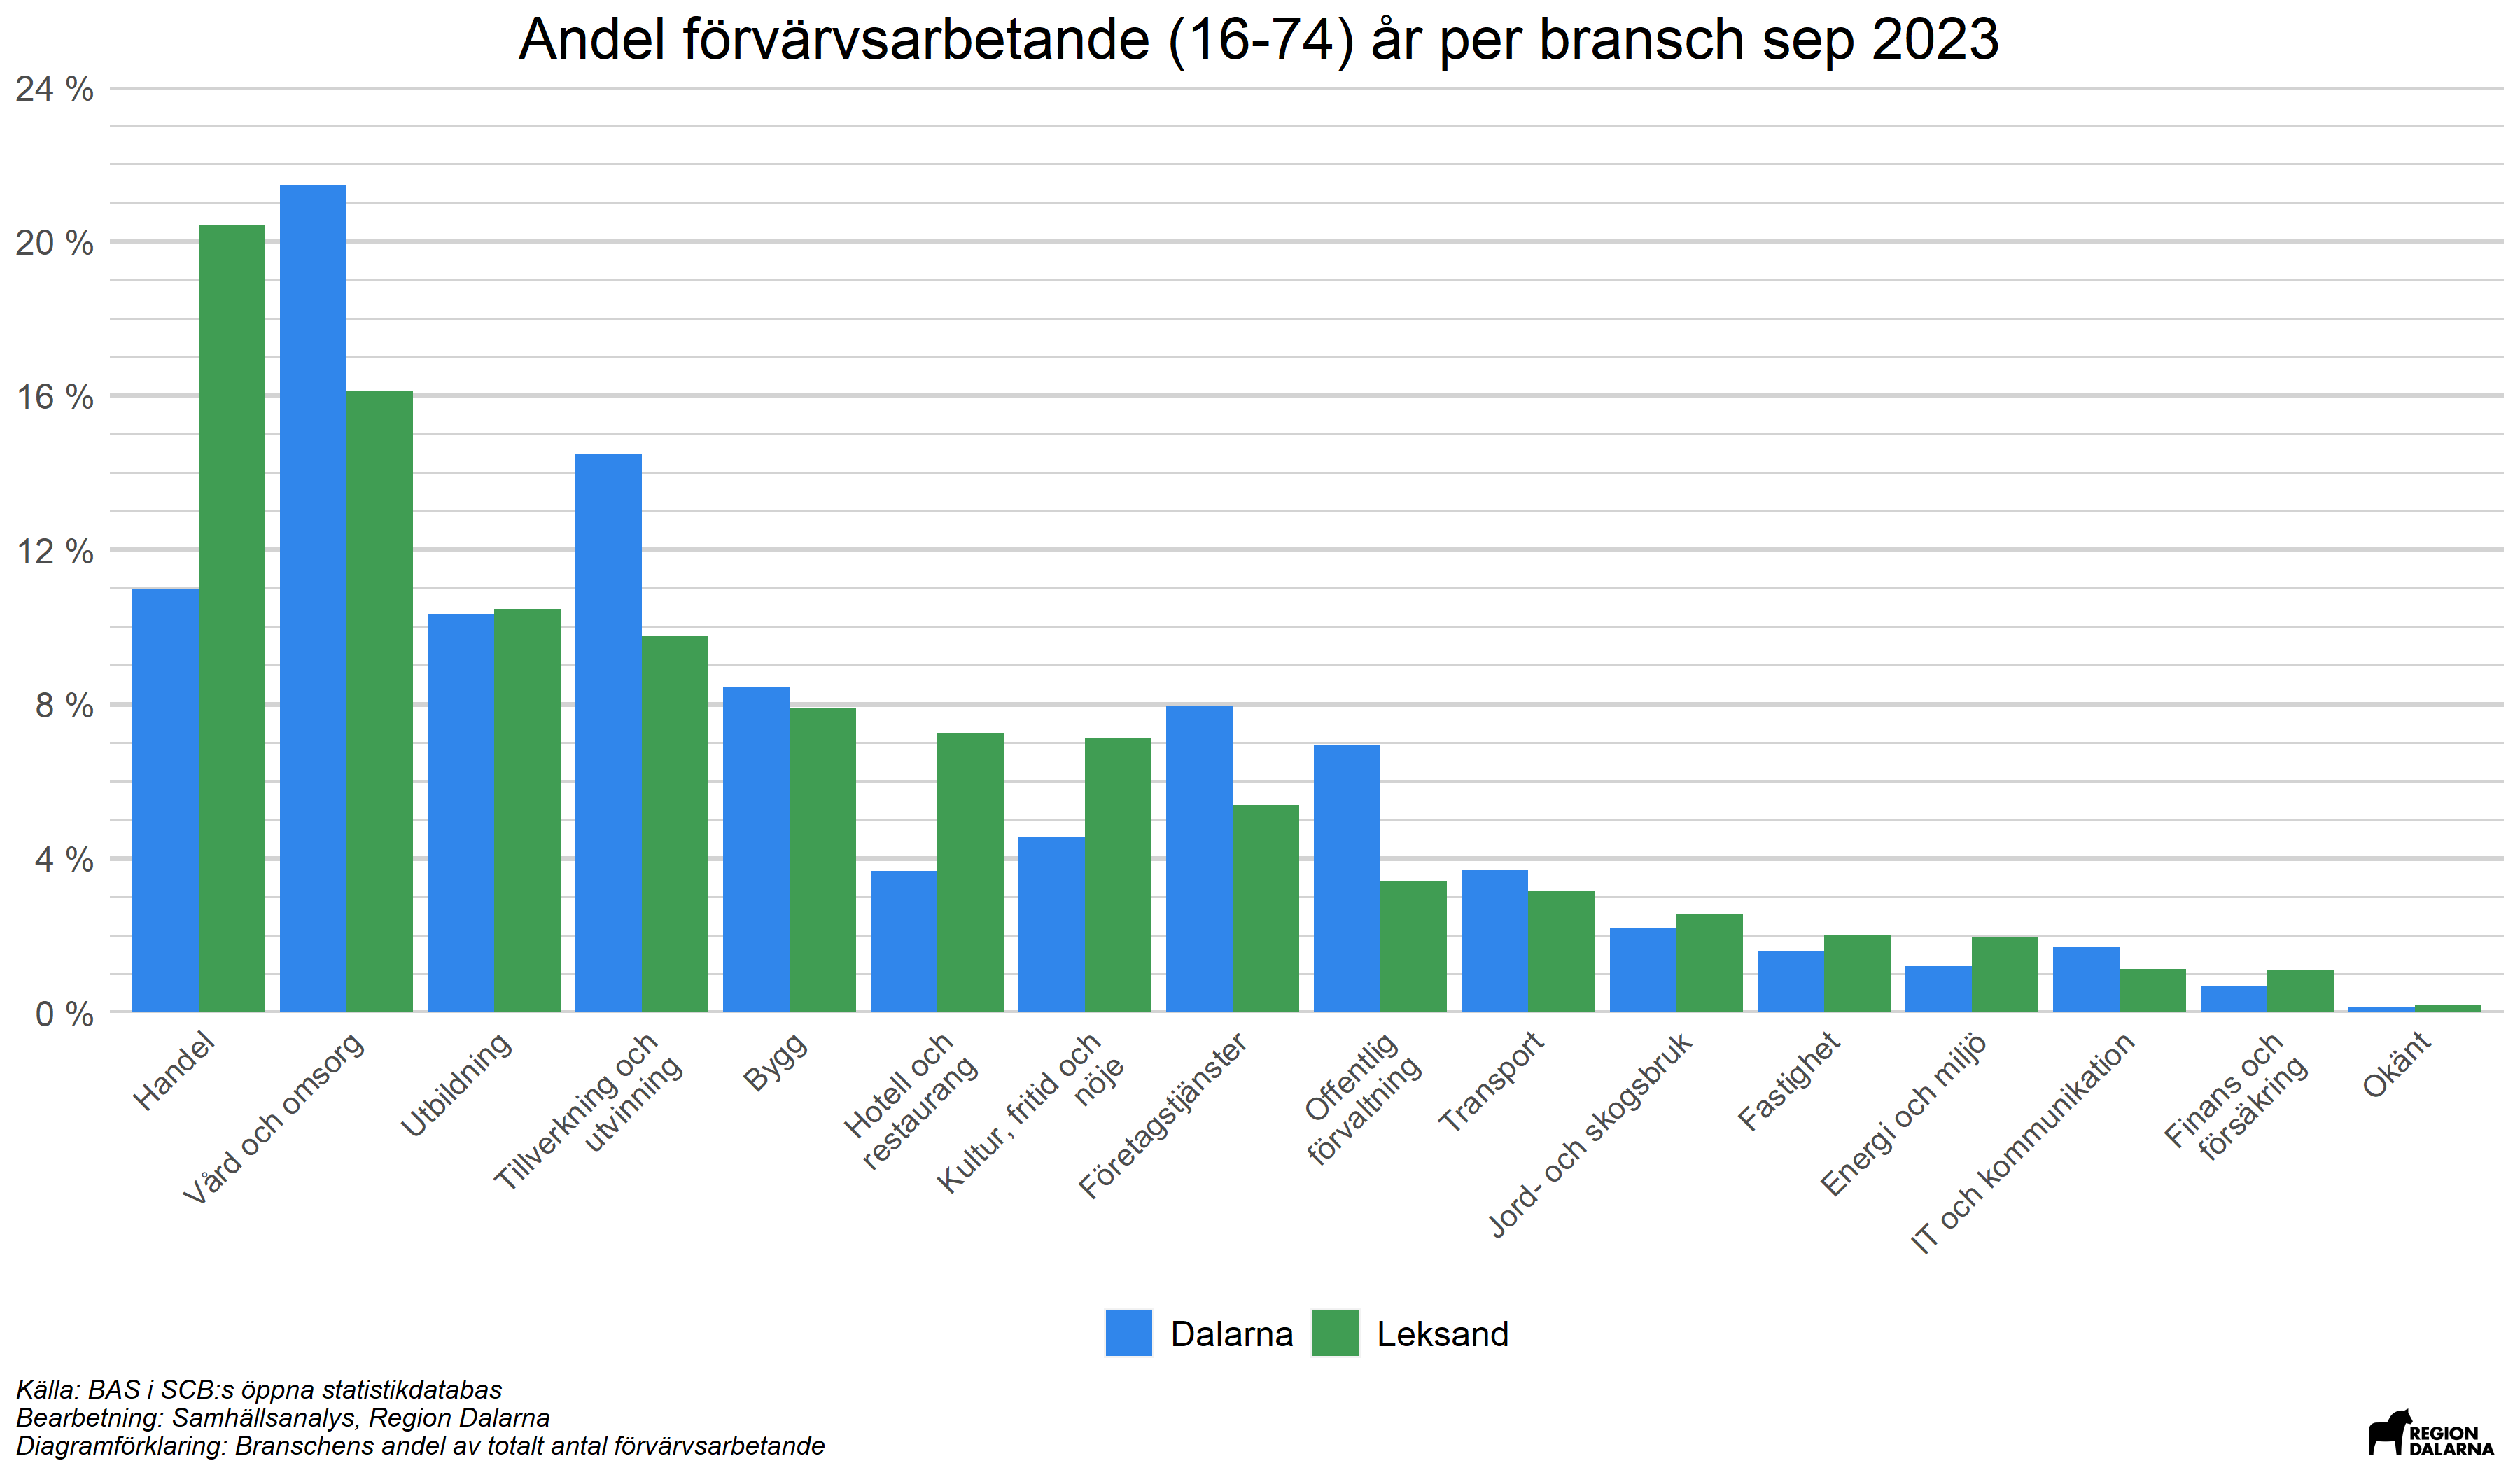 Andel förvärvsarbetande (16-74) år per bransch sep 2023
24 %
20 %
16 %
12 %
8 %
4 %
0 %
Handel
Vård och omsorg
Utbildning
Tillverkning och
utvinning
Bygg
Hotell och
restaurang
Kultur, fritid och
nöje
Företagstjänster
Offentlig
förvaltning
Transport
Jord- och skogsbruk
Fastighet
Energi och miljö
IT och kommunikation
Finans och
försäkring
Okänt
Dalarna
Leksand
Källa: BAS i SCB:s öppna statistikdatabas
Bearbetning: Samhällsanalys, Region Dalarna
Diagramförklaring: Branschens andel av totalt antal förvärvsarbetande
REGION
DALARNA